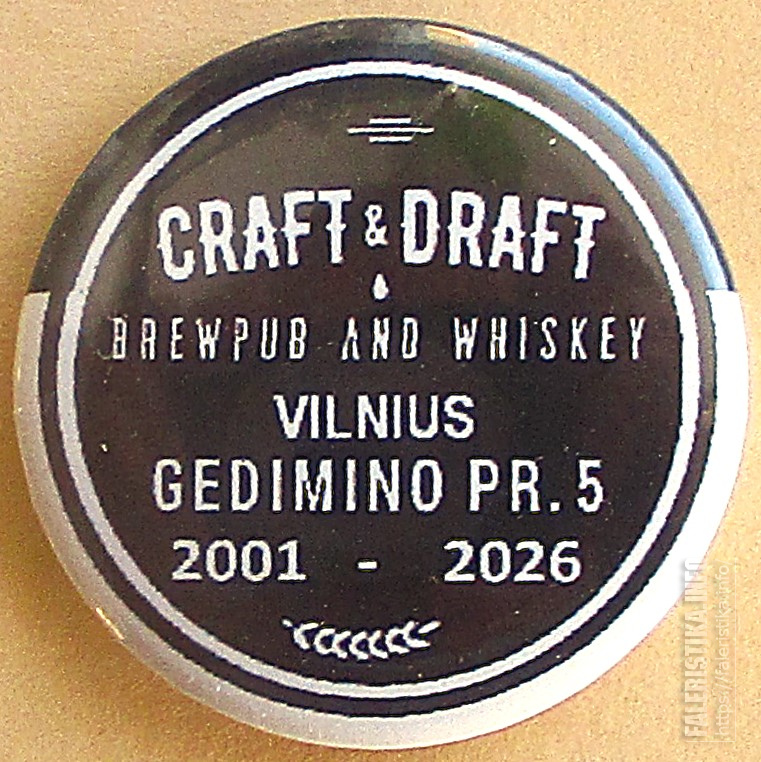 CRAFT & DRAFT
BREWPUB AND WHISKEY
VILNIUS
GEDIMINO PR. 5
2001 - 2026
FALERISTIKA.INFO
https://faleristika.info